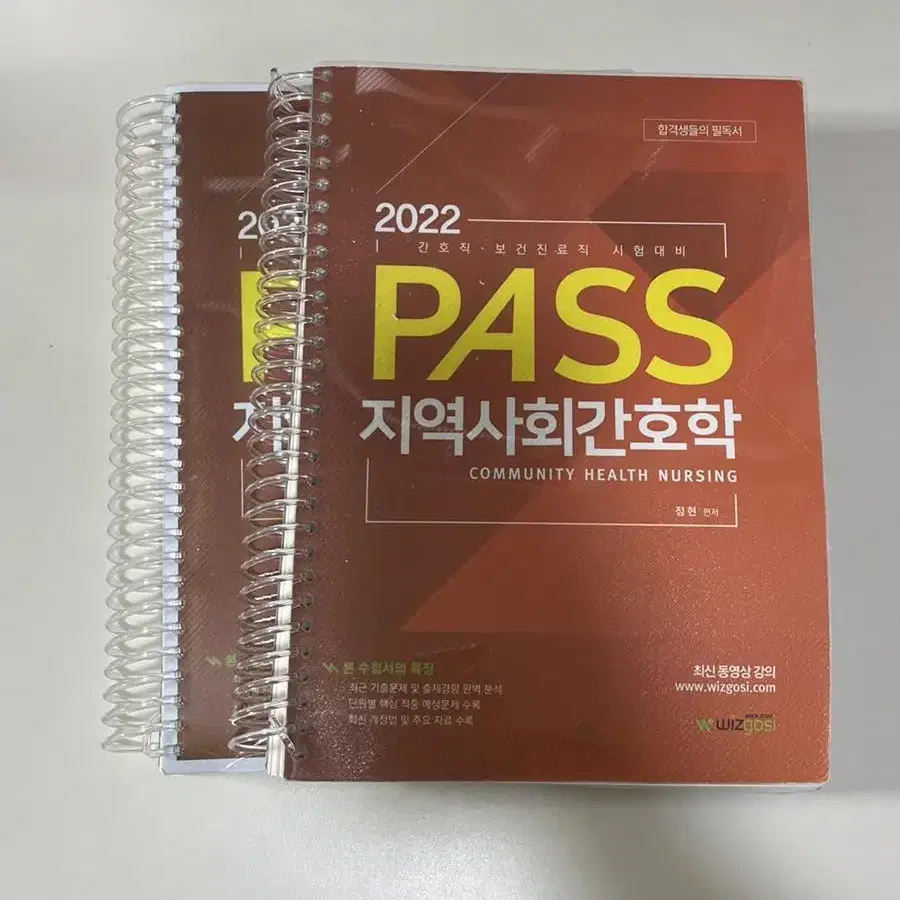 합격생들의 필독서
2022
간호직·보건진료직 시험대비
PASS
지역사회간호학
COMMUNITY HEALTH NURSING
정현 편저
본 수험서의 특징
최근 기출문제 및 출제경향 완벽 분석
단원별 핵심 적중 예상문제 수록
최신 개정법 및 주요 자료 수록
최신 동영상 강의
www.wizgosi.com
wizgosi
20